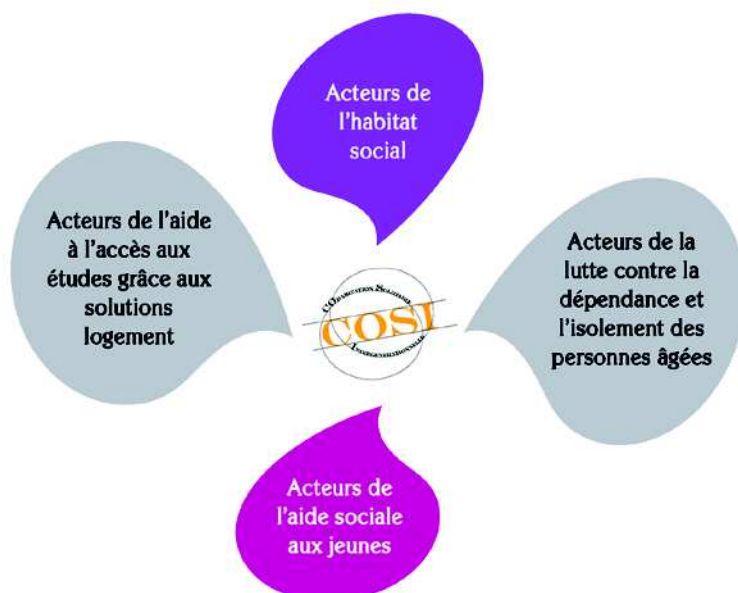 Acteurs de
l'habitat
social
Acteurs de l'aide
à l'accès aux
études grâce aux
solutions
logement
Acteurs de la
lutte contre la
dépendance et
l'isolement des
personnes âgées
COSI
INTERGÉNÉRATIONNELLE
Acteurs de
l'aide sociale
aux jeunes